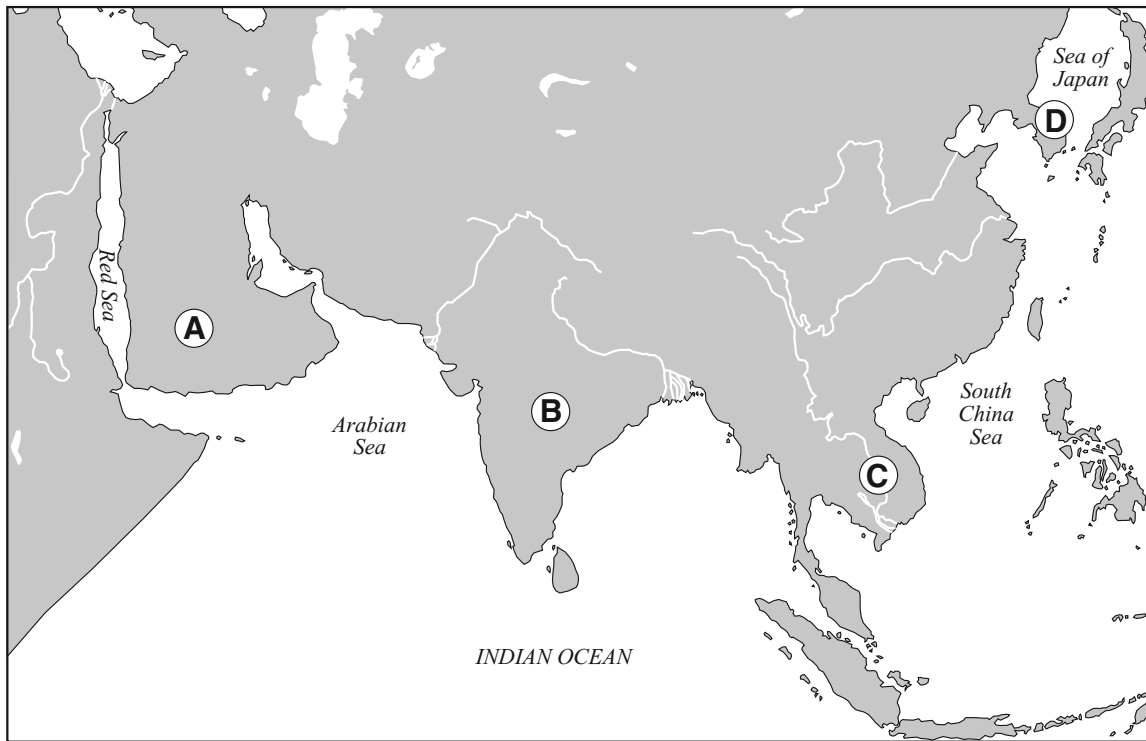 Sea of
Japan
D
Red Sea
A
B
Arabian
Sea
South
China
Sea
C
INDIAN OCEAN